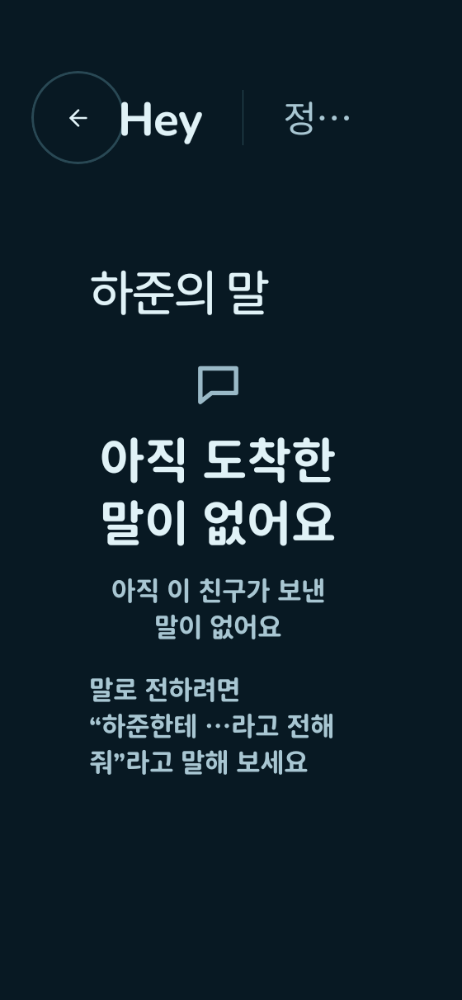 Hey
정…
하준의 말
아직 도착한
말이 없어요
아직 이 친구가 보낸
말이 없어요
말로 전하려면
“하준한테 …라고 전해
줘”라고 말해 보세요